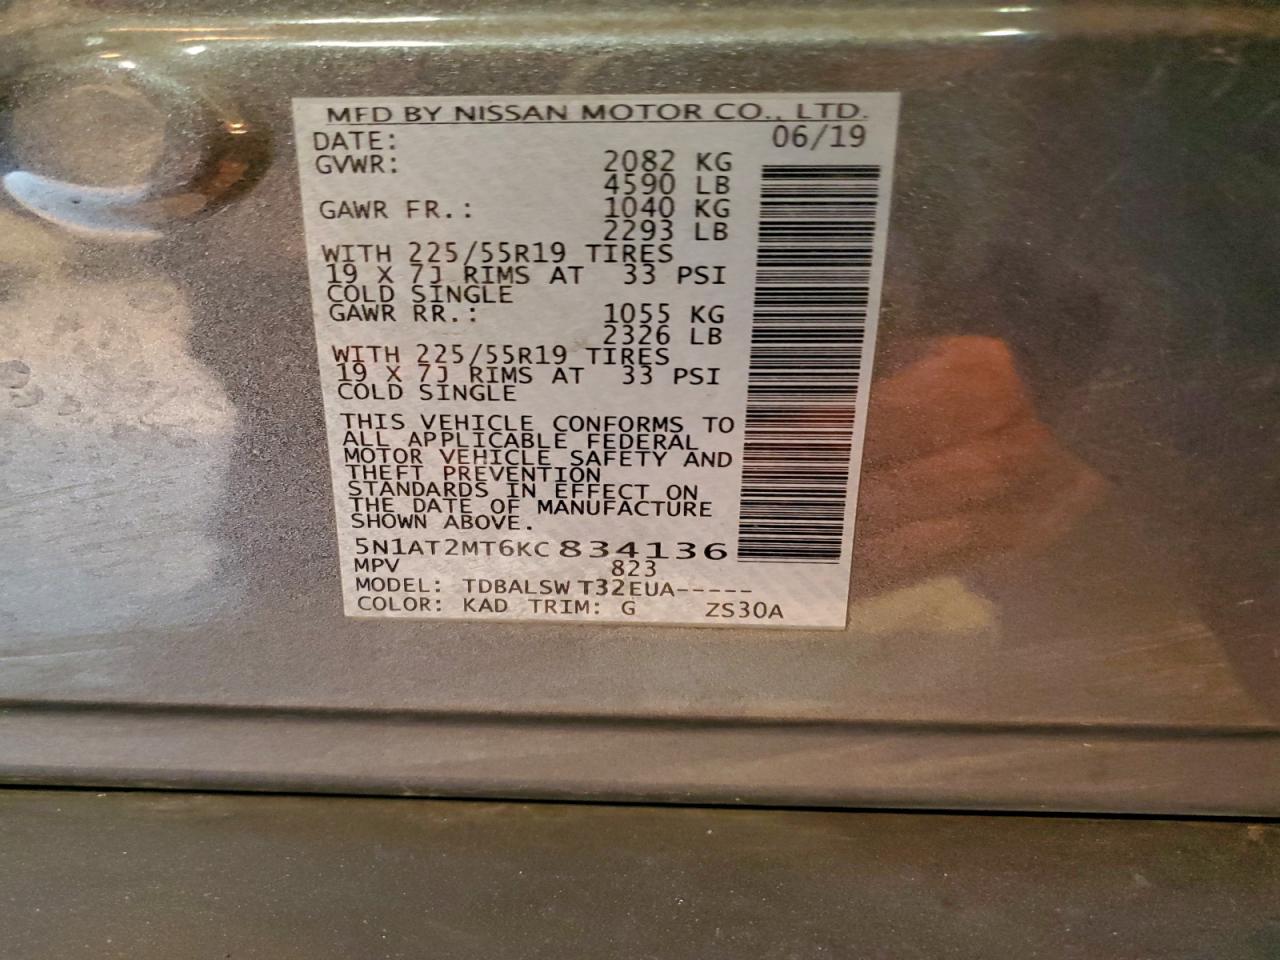 MFD BY NISSAN MOTOR CO., LTD.
DATE: 06/19
GVWR: 2082 KG
4590 LB
GAWR FR.: 1040 KG
2293 LB
WITH 225/55R19 TIRES
19 X 7J RIMS AT 33 PSI
COLD SINGLE
GAWR RR.: 1055 KG
2326 LB
WITH 225/55R19 TIRES
19 X 7J RIMS AT 33 PSI
COLD SINGLE
THIS VEHICLE CONFORMS TO
ALL APPLICABLE FEDERAL
MOTOR VEHICLE SAFETY AND
THEFT PREVENTION
STANDARDS IN EFFECT ON
THE DATE OF MANUFACTURE
SHOWN ABOVE.
5N1AT2MT6KC834136
MPV 823
MODEL: TDBALSW T32EUA-----
COLOR: KAD TRIM: G ZS30A